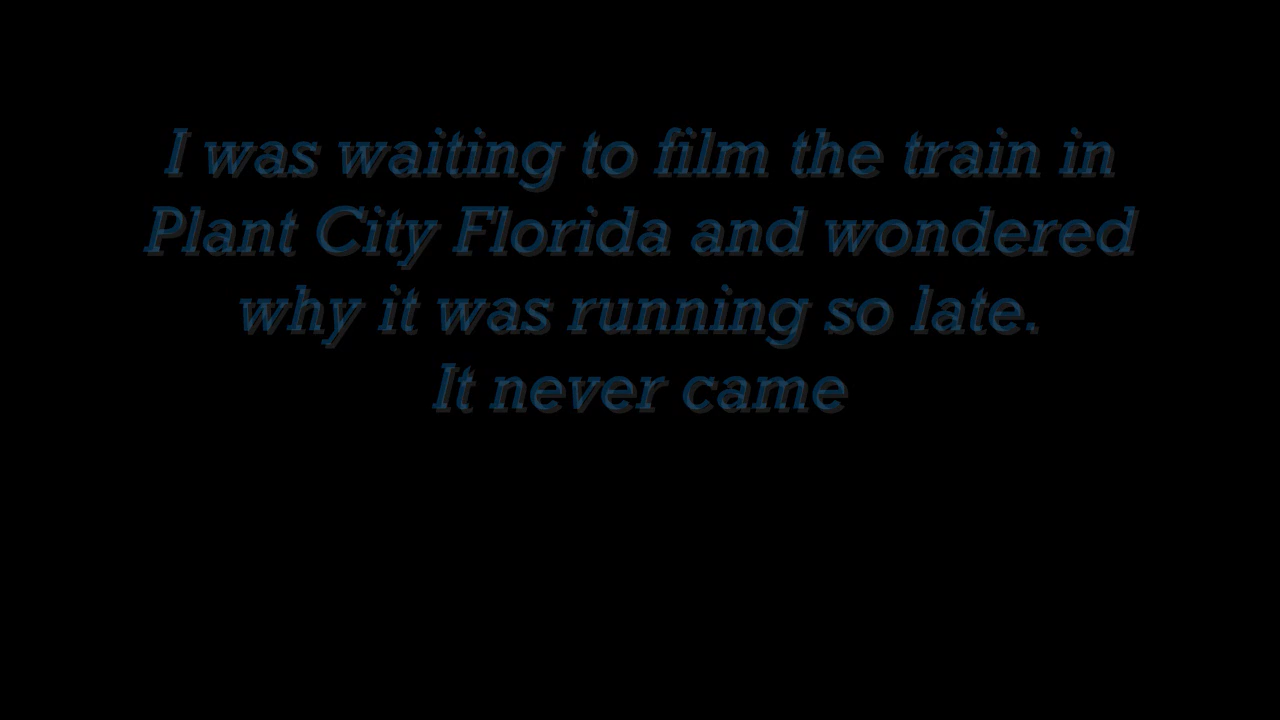 I was waiting to film the train in
Plant City Florida and wondered
why it was running so late.
It never came